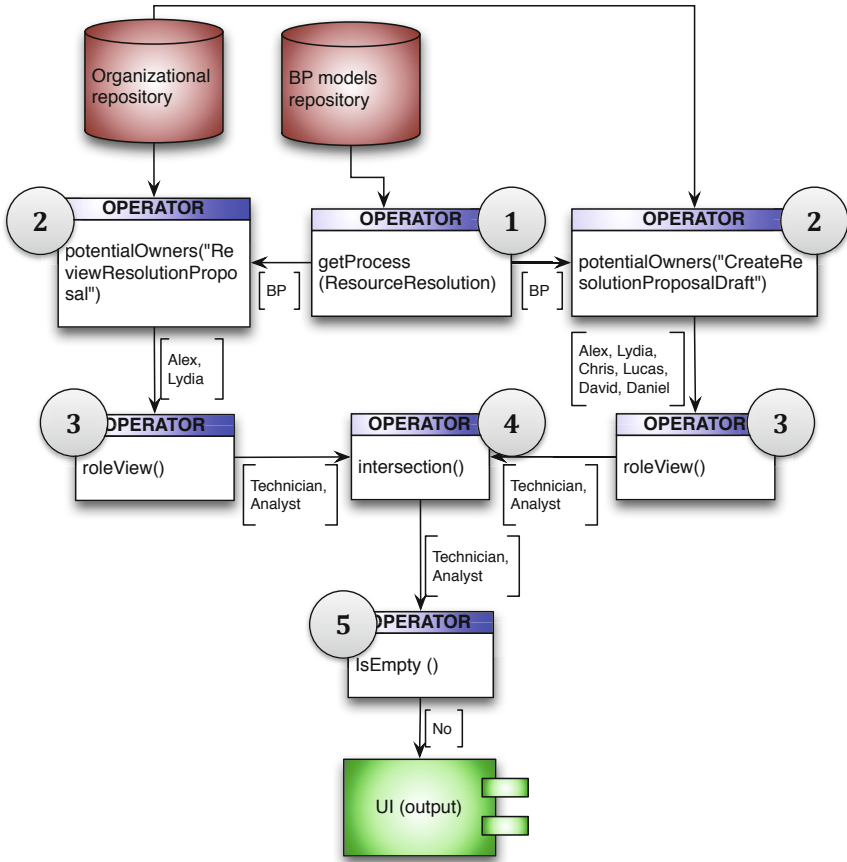 Organizational
repository
BP models
repository
2
OPERATOR
potentialOwners("Re
viewResolutionPropo
sal")
1
OPERATOR
getProcess
(ResourceResolution)
2
OPERATOR
potentialOwners("CreateRe
solutionProposalDraft")
BP
BP
Alex,
Lydia
Alex, Lydia,
Chris, Lucas,
David, Daniel
3
OPERATOR
roleView()
4
OPERATOR
intersection()
3
OPERATOR
roleView()
Technician,
Analyst
Technician,
Analyst
Technician,
Analyst
5
OPERATOR
IsEmpty ()
No
UI (output)